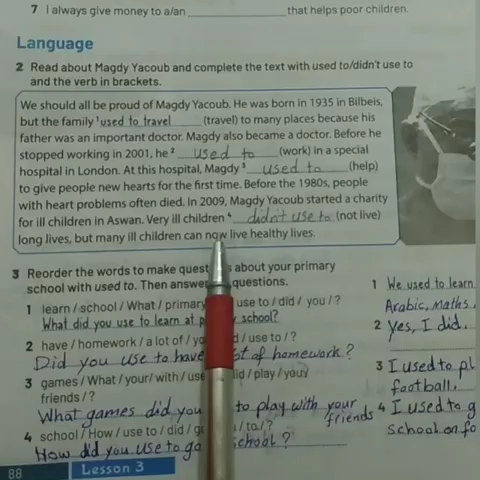 7 I always give money to a/an ____________ that helps poor children.
Language
2 Read about Magdy Yacoub and complete the text with used to/didn't use to
and the verb in brackets.
We should all be proud of Magdy Yacoub. He was born in 1935 in Bilbeis,
but the family ¹used to travel (travel) to many places because his
father was an important doctor. Magdy also became a doctor. Before he
stopped working in 2001, he ² used to (work) in a special
hospital in London. At this hospital, Magdy ³ used to (help)
to give people new hearts for the first time. Before the 1980s, people
with heart problems often died. In 2009, Magdy Yacoub started a charity
for ill children in Aswan. Very ill children ⁴ didn't use to (not live)
long lives, but many ill children can now live healthy lives.
3 Reorder the words to make about your primary
school with used to. Then answer questions.
1 learn / school / What / primary use to / did / you / ?
What did you use to learn at school?
2 have / homework / a lot of / use to / ?
Did you use to have of homework?
3 games / What / your / with / use / play / you /
friends / ?
What games did you to play with your
friends
4 school / How / use to / did / / to / ?
How did you use to go school?
1 We used to learn
Arabic, Maths
2 Yes, I did.
3 I used to
football.
4 I used to
school on
88 Lesson 3